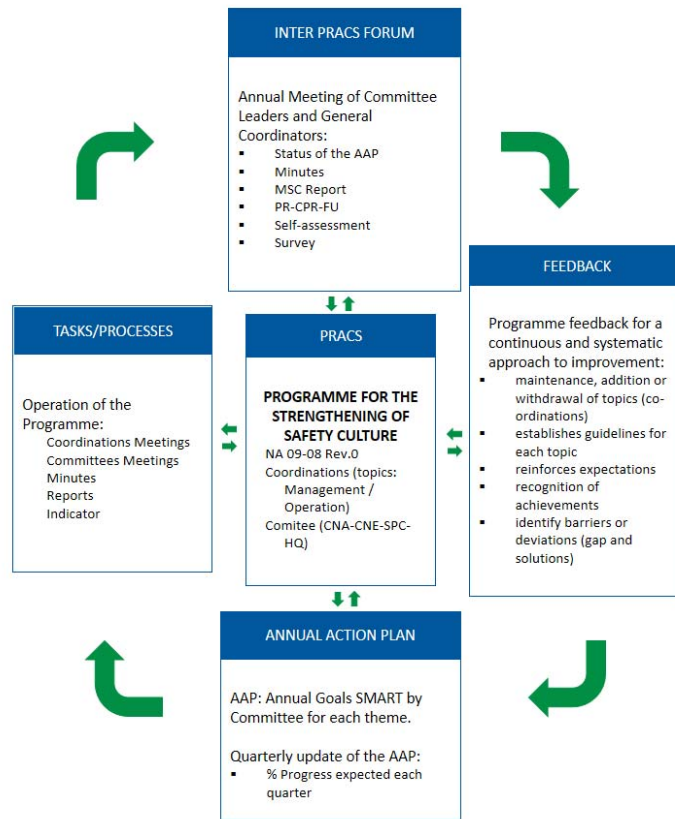 INTER PRACS FORUM
Annual Meeting of Committee
Leaders and General
Coordinators:
▪ Status of the AAP
▪ Minutes
▪ MSC Report
▪ PR-CPR-FU
▪ Self-assessment
▪ Survey
FEEDBACK
Programme feedback for a
continuous and systematic
approach to improvement:
▪ maintenance, addition or
withdrawal of topics (co-
ordinations)
▪ establishes guidelines for
each topic
▪ reinforces expectations
▪ recognition of
achievements
▪ identify barriers or
deviations (gap and
solutions)
TASKS/PROCESSES
Operation of the
Programme:
Coordinations Meetings
Committees Meetings
Minutes
Reports
Indicator
PRACS
PROGRAMME FOR THE
STRENGTHENING OF
SAFETY CULTURE
NA 09-08 Rev.0
Coordinations (topics:
Management /
Operation)
Comitee (CNA-CNE-SPC-
HQ)
ANNUAL ACTION PLAN
AAP: Annual Goals SMART by
Committee for each theme.
Quarterly update of the AAP:
▪ % Progress expected each
quarter